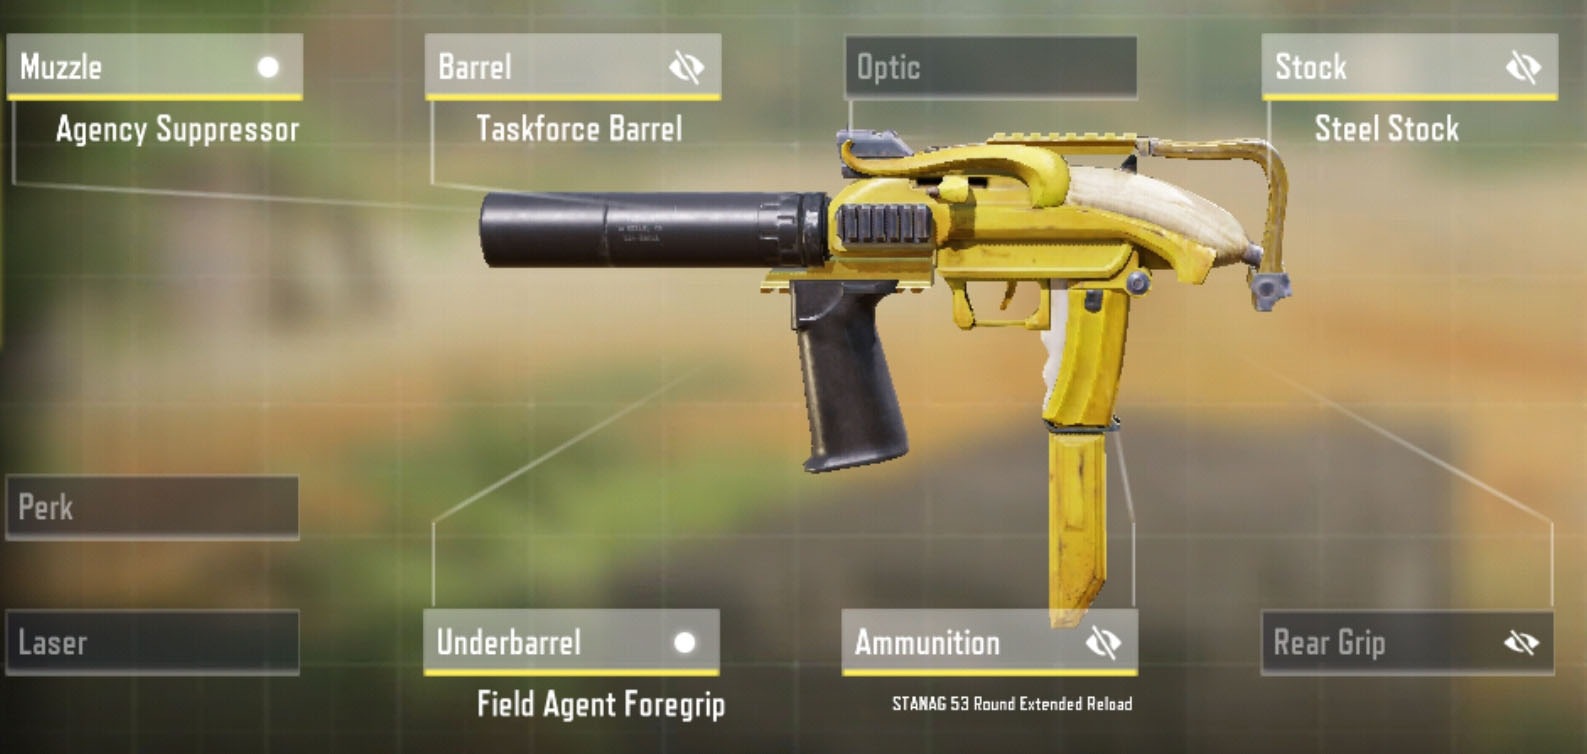 Muzzle
Barrel
Optic
Stock
Agency Suppressor
Taskforce Barrel
Steel Stock
Perk
Laser
Underbarrel
Ammunition
Rear Grip
Field Agent Foregrip
STANAG 53 Round Extended Reload